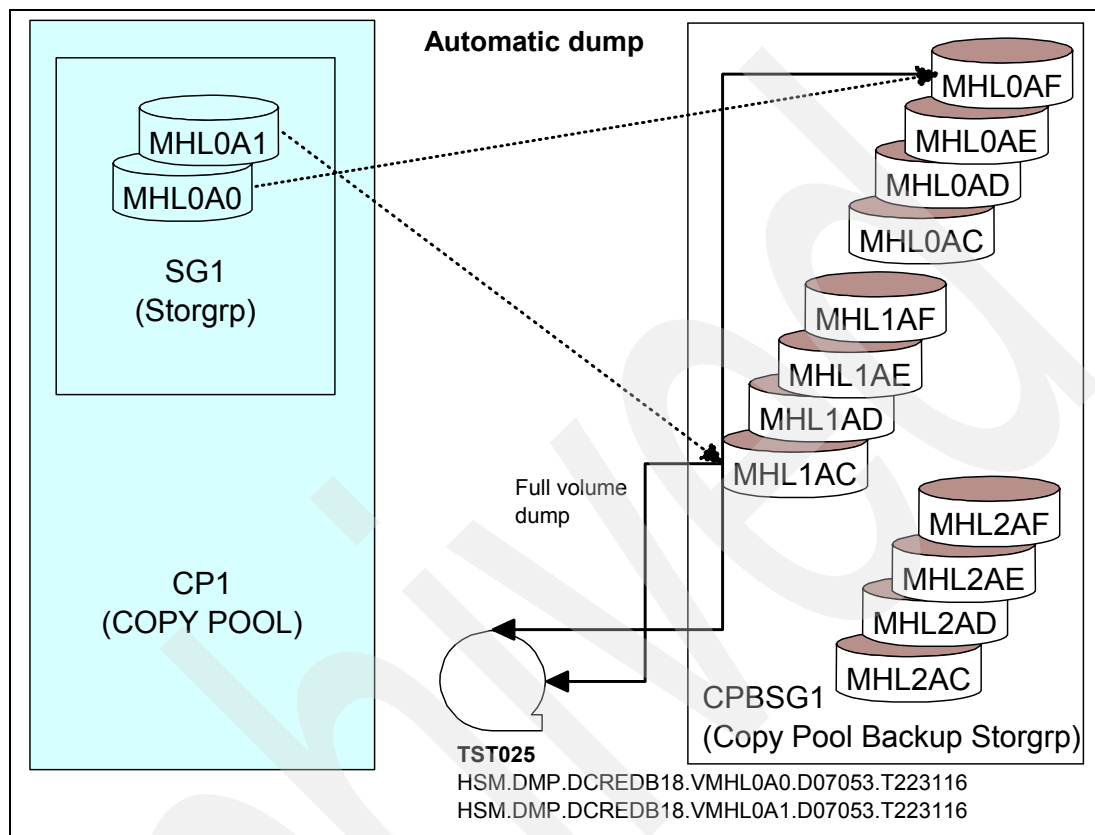 Automatic dump
MHL0A1
MHL0A0
SG1
(Storgrp)
CP1
(COPY POOL)
MHL0AF
MHL0AE
MHL0AD
MHL0AC
MHL1AF
MHL1AE
MHL1AD
MHL1AC
MHL2AF
MHL2AE
MHL2AD
MHL2AC
CPBSG1
(Copy Pool Backup Storgrp)
Full volume
dump
TST025
HSM.DMP.DCREDB18.VMHL0A0.D07053.T223116
HSM.DMP.DCREDB18.VMHL0A1.D07053.T223116